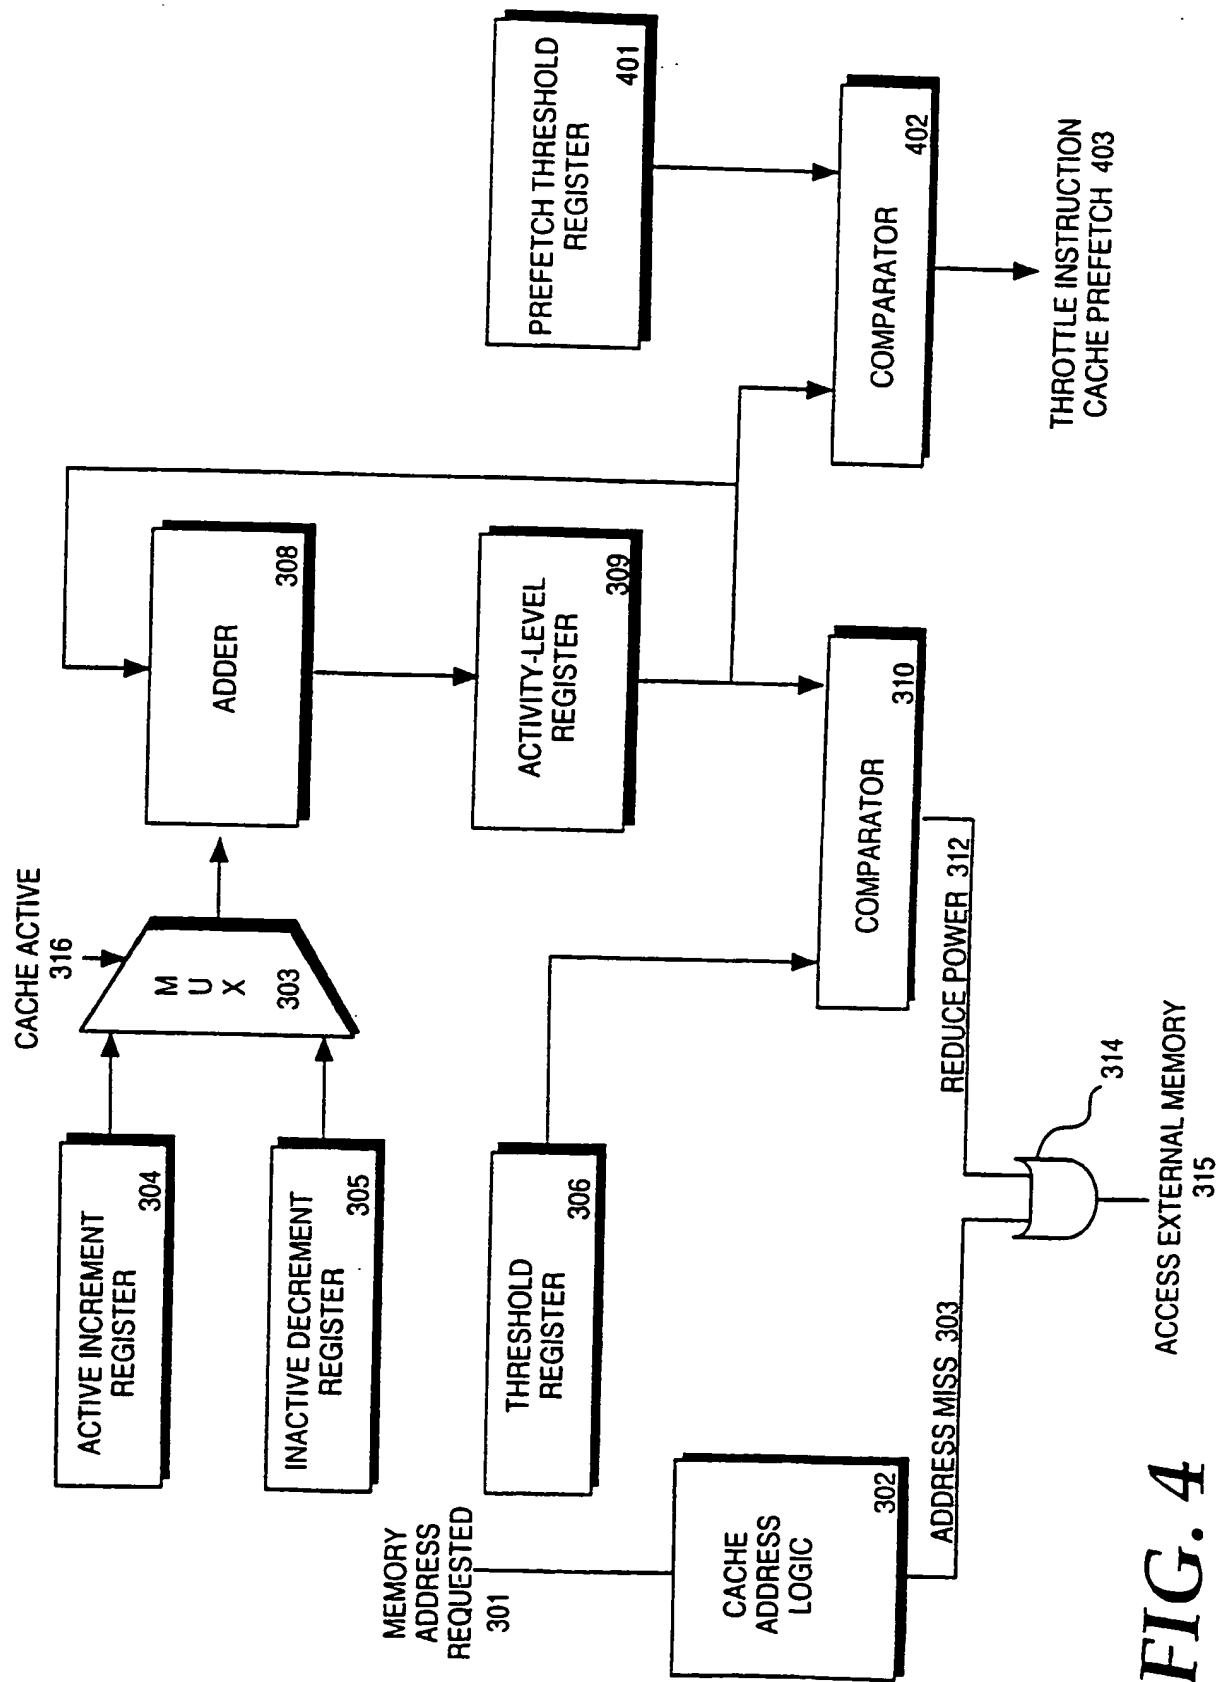 CACHE ACTIVE
316
ACTIVE INCREMENT
REGISTER
304
INACTIVE DECREMENT
REGISTER
305
M
U
X
303
ADDER
308
ACTIVITY-LEVEL
REGISTER
309
PREFETCH THRESHOLD
REGISTER
401
THRESHOLD
REGISTER
306
COMPARATOR
310
COMPARATOR
402
THROTTLE INSTRUCTION
CACHE PREFETCH 403
MEMORY
ADDRESS
REQUESTED
301
CACHE
ADDRESS
LOGIC
302
ADDRESS MISS 303
REDUCE POWER 312
314
ACCESS EXTERNAL MEMORY
315
FIG. 4